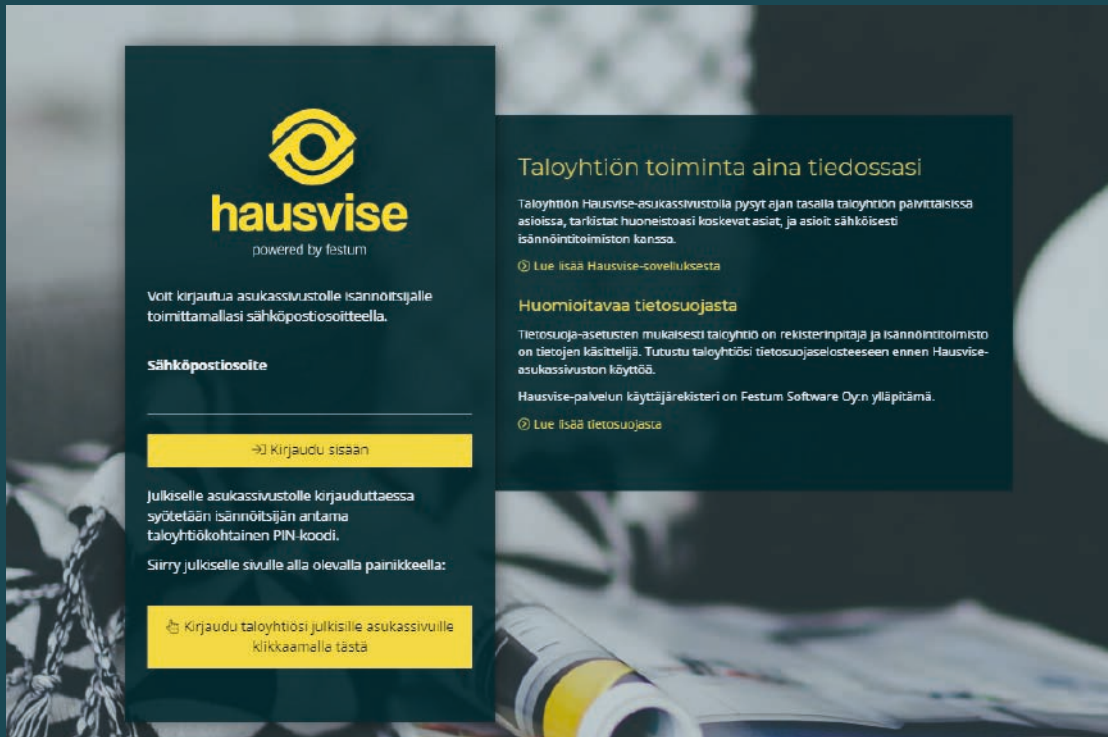 hausvise
powered by festum
Voit kirjautua asukassivustolle isännöitsijälle
toimittamallasi sähköpostiosoitteella.
Sähköpostiosoite
Kirjaudu sisään
Julkiselle asukassivustolle kirjauduttaessa
syötetään isännöitsijän antama
taloyhtiökohtainen PIN-koodi.
Siirry julkiselle sivulle alla olevalla painikkeella:
Kirjaudu taloyhtiösi julkisille asukassivuille
klikkaamalla tästä
Taloyhtiön toiminta aina tiedossasi
Taloyhtiön Hausvise-asukassivustolla pysyt ajan tasalla taloyhtiön päivittäisissä
asioissa, tarkistat huoneistoasi koskevat asiat, ja asioit sähköisesti
isännöintitoimiston kanssa.
Lue lisää Hausvise-sovelluksesta
Huomioitavaa tietosuojasta
Tietosuoja-asetusten mukaisesti taloyhtiö on rekisterinpitäjä ja isännöintitoimisto
on tietojen käsittelijä. Tutustu taloyhtiösi tietosuojaselosteeseen ennen Hausvise-
asukassivuston käyttöä.
Hausvise-palvelun käyttäjärekisteri on Festum Software Oy:n ylläpitämä.
Lue lisää tietosuojasta